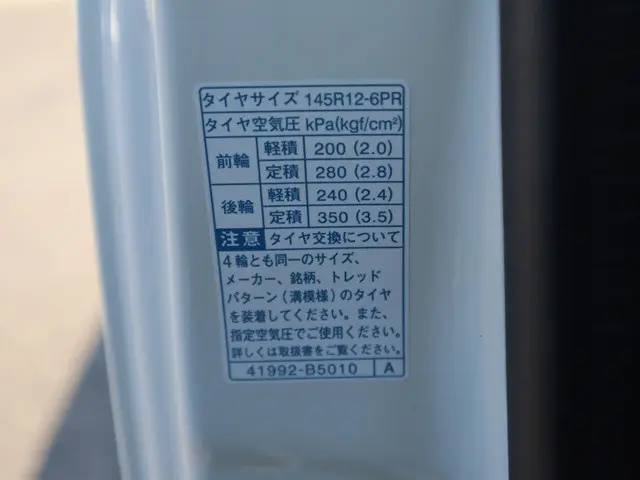 タイヤサイズ 145R12-6PR
タイヤ空気圧 kPa(kgf/cm²)
前輪 軽積 200 (2.0)
定積 280 (2.8)
後輪 軽積 240 (2.4)
定積 350 (3.5)
注意 タイヤ交換について
4輪とも同一のサイズ、
メーカー、銘柄、トレッド
パターン(溝模様)のタイヤ
を装着してください。また、
指定空気圧でご使用ください。
詳しくは取扱書をご覧ください。
41992-B5010 A